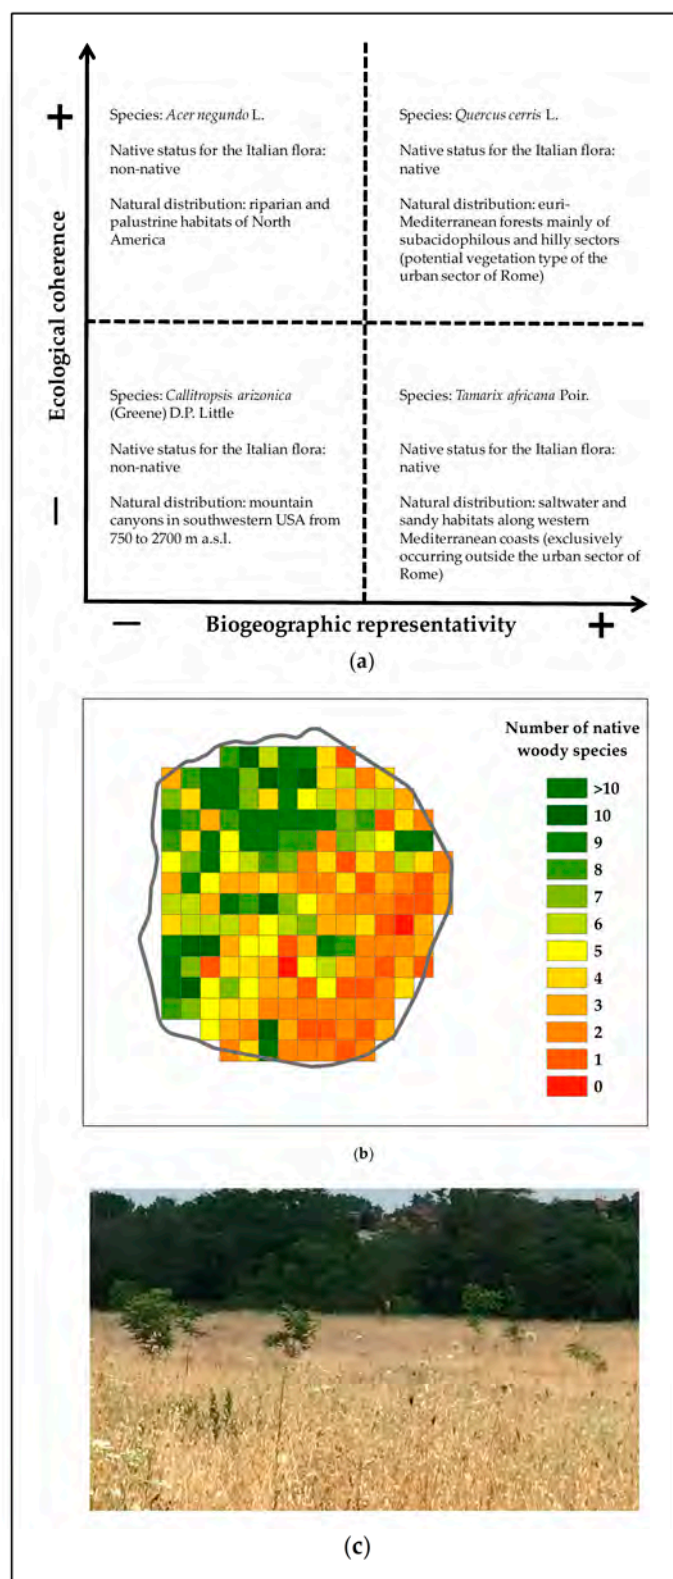 +
Ecological coherence
—
Species: Acer negundo L.
Native status for the Italian flora:
non-native
Natural distribution: riparian and
palustrine habitats of North
America
Species: Quercus cerris L.
Native status for the Italian flora:
native
Natural distribution: euri-
Mediterranean forests mainly of
subacidophilous and hilly sectors
(potential vegetation type of the
urban sector of Rome)
Species: Callitropsis arizonica
(Greene) D.P. Little
Native status for the Italian flora:
non-native
Natural distribution: mountain
canyons in southwestern USA from
750 to 2700 m a.s.l.
Species: Tamarix africana Poir.
Native status for the Italian flora:
native
Natural distribution: saltwater and
sandy habitats along western
Mediterranean coasts (exclusively
occurring outside the urban sector of
Rome)
— Biogeographic representativity +
(a)
Number of native
woody species
>10
10
9
8
7
6
5
4
3
2
1
0
(b)
(c)